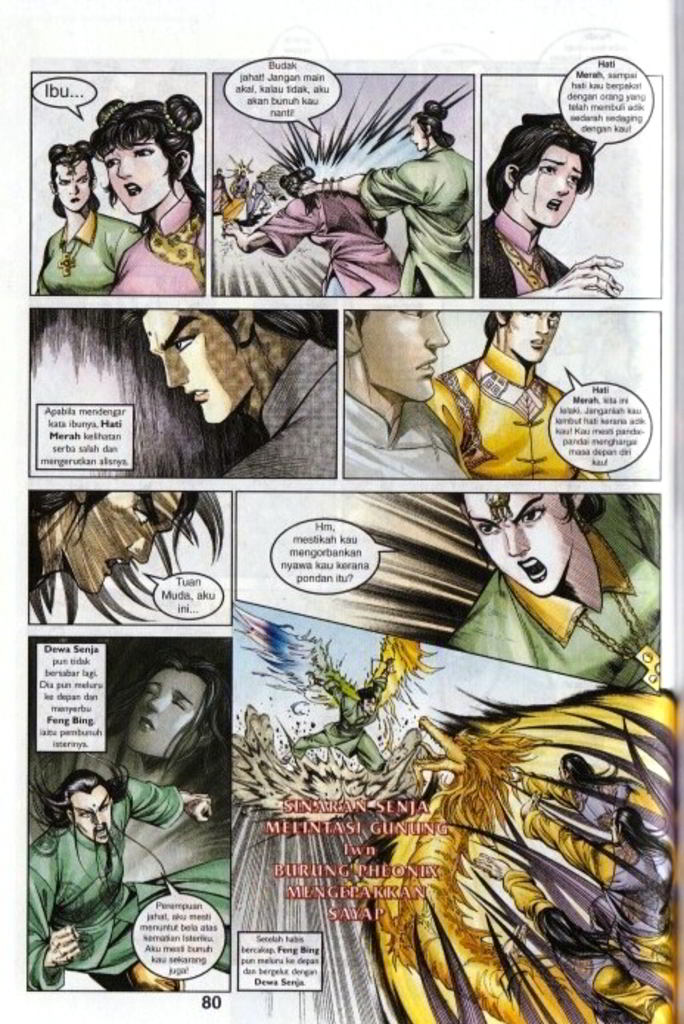 Ibu...
Budak
jahat! Jangan main
akal, kalau tidak, aku
akan bunuh kau
nanti!
Hati
Merah, sampai
hati kau berpakat
dengan orang yang
telah membuli adik
sedarah sedaging
dengan kau!
Apabila mendengar
kata ibunya, Hati
Merah kelihatan
serba salah dan
mengerutkan alisnya.
Hati
Merah, kita ini
lelaki. Janganlah kau
lembut hati kerana adik
kau! Kau mesti pandai-
pandai menghargai
masa depan diri
kau!
Tuan
Muda, aku
ini...
Hm,
mestikah kau
mengorbankan
nyawa kau kerana
pondan itu?
Dewa Senja
pun tidak
bersabar lagi.
Dia pun meluru
ke depan dan
menyerbu
Feng Bing,
iaitu pembunuh
isterinya.
Perempuan
jahat, aku mesti
menuntut bela atas
kematian isteriku.
Aku mesti bunuh
kau sekarang
juga!
SINARAN SENJA
MELINTASI GUNUNG
lwn
BURUNG PHEONIX
MENGEPAKKAN
SAYAP
Setelah habis
bercakap, Feng Bing
pun meluru ke depan
dan bergelut dengan
Dewa Senja.
80